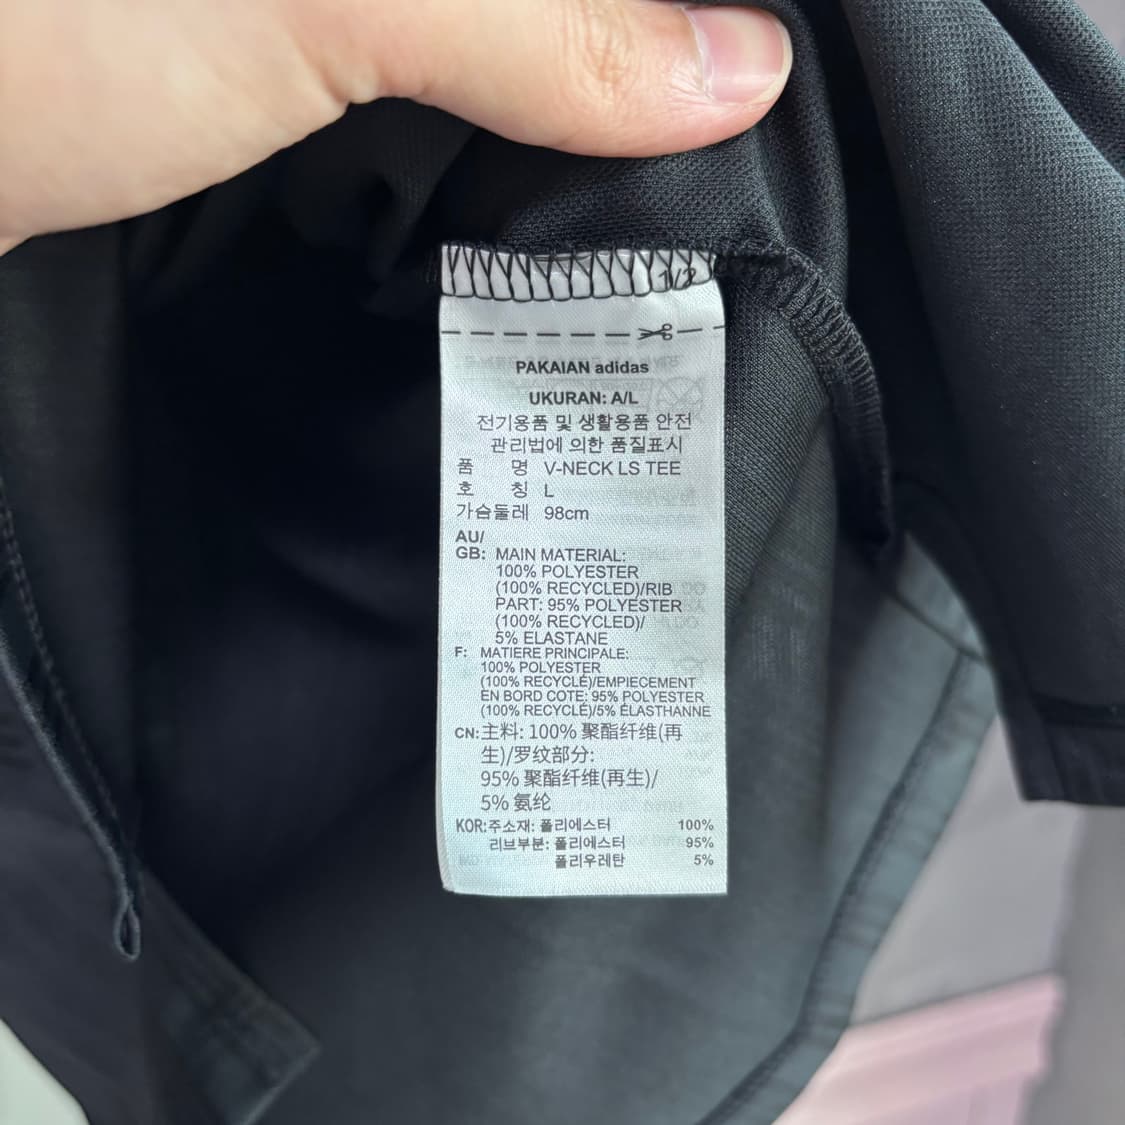 1/2
PAKAIAN adidas
UKURAN: A/L
전기용품 및 생활용품 안전
관리법에 의한 품질표시
품 명 V-NECK LS TEE
호 칭 L
가슴둘레 98cm
AU/
GB: MAIN MATERIAL:
100% POLYESTER
(100% RECYCLED)/RIB
PART: 95% POLYESTER
(100% RECYCLED)/
5% ELASTANE
F: MATIERE PRINCIPALE:
100% POLYESTER
(100% RECYCLÉ)/EMPIECEMENT
EN BORD COTE: 95% POLYESTER
(100% RECYCLÉ)/5% ÉLASTHANNE
CN: 主料: 100% 聚酯纤维(再
生)/罗纹部分:
95% 聚酯纤维(再生)/
5% 氨纶
KOR: 주소재: 폴리에스터 100%
리브부분: 폴리에스터 95%
폴리우레탄 5%